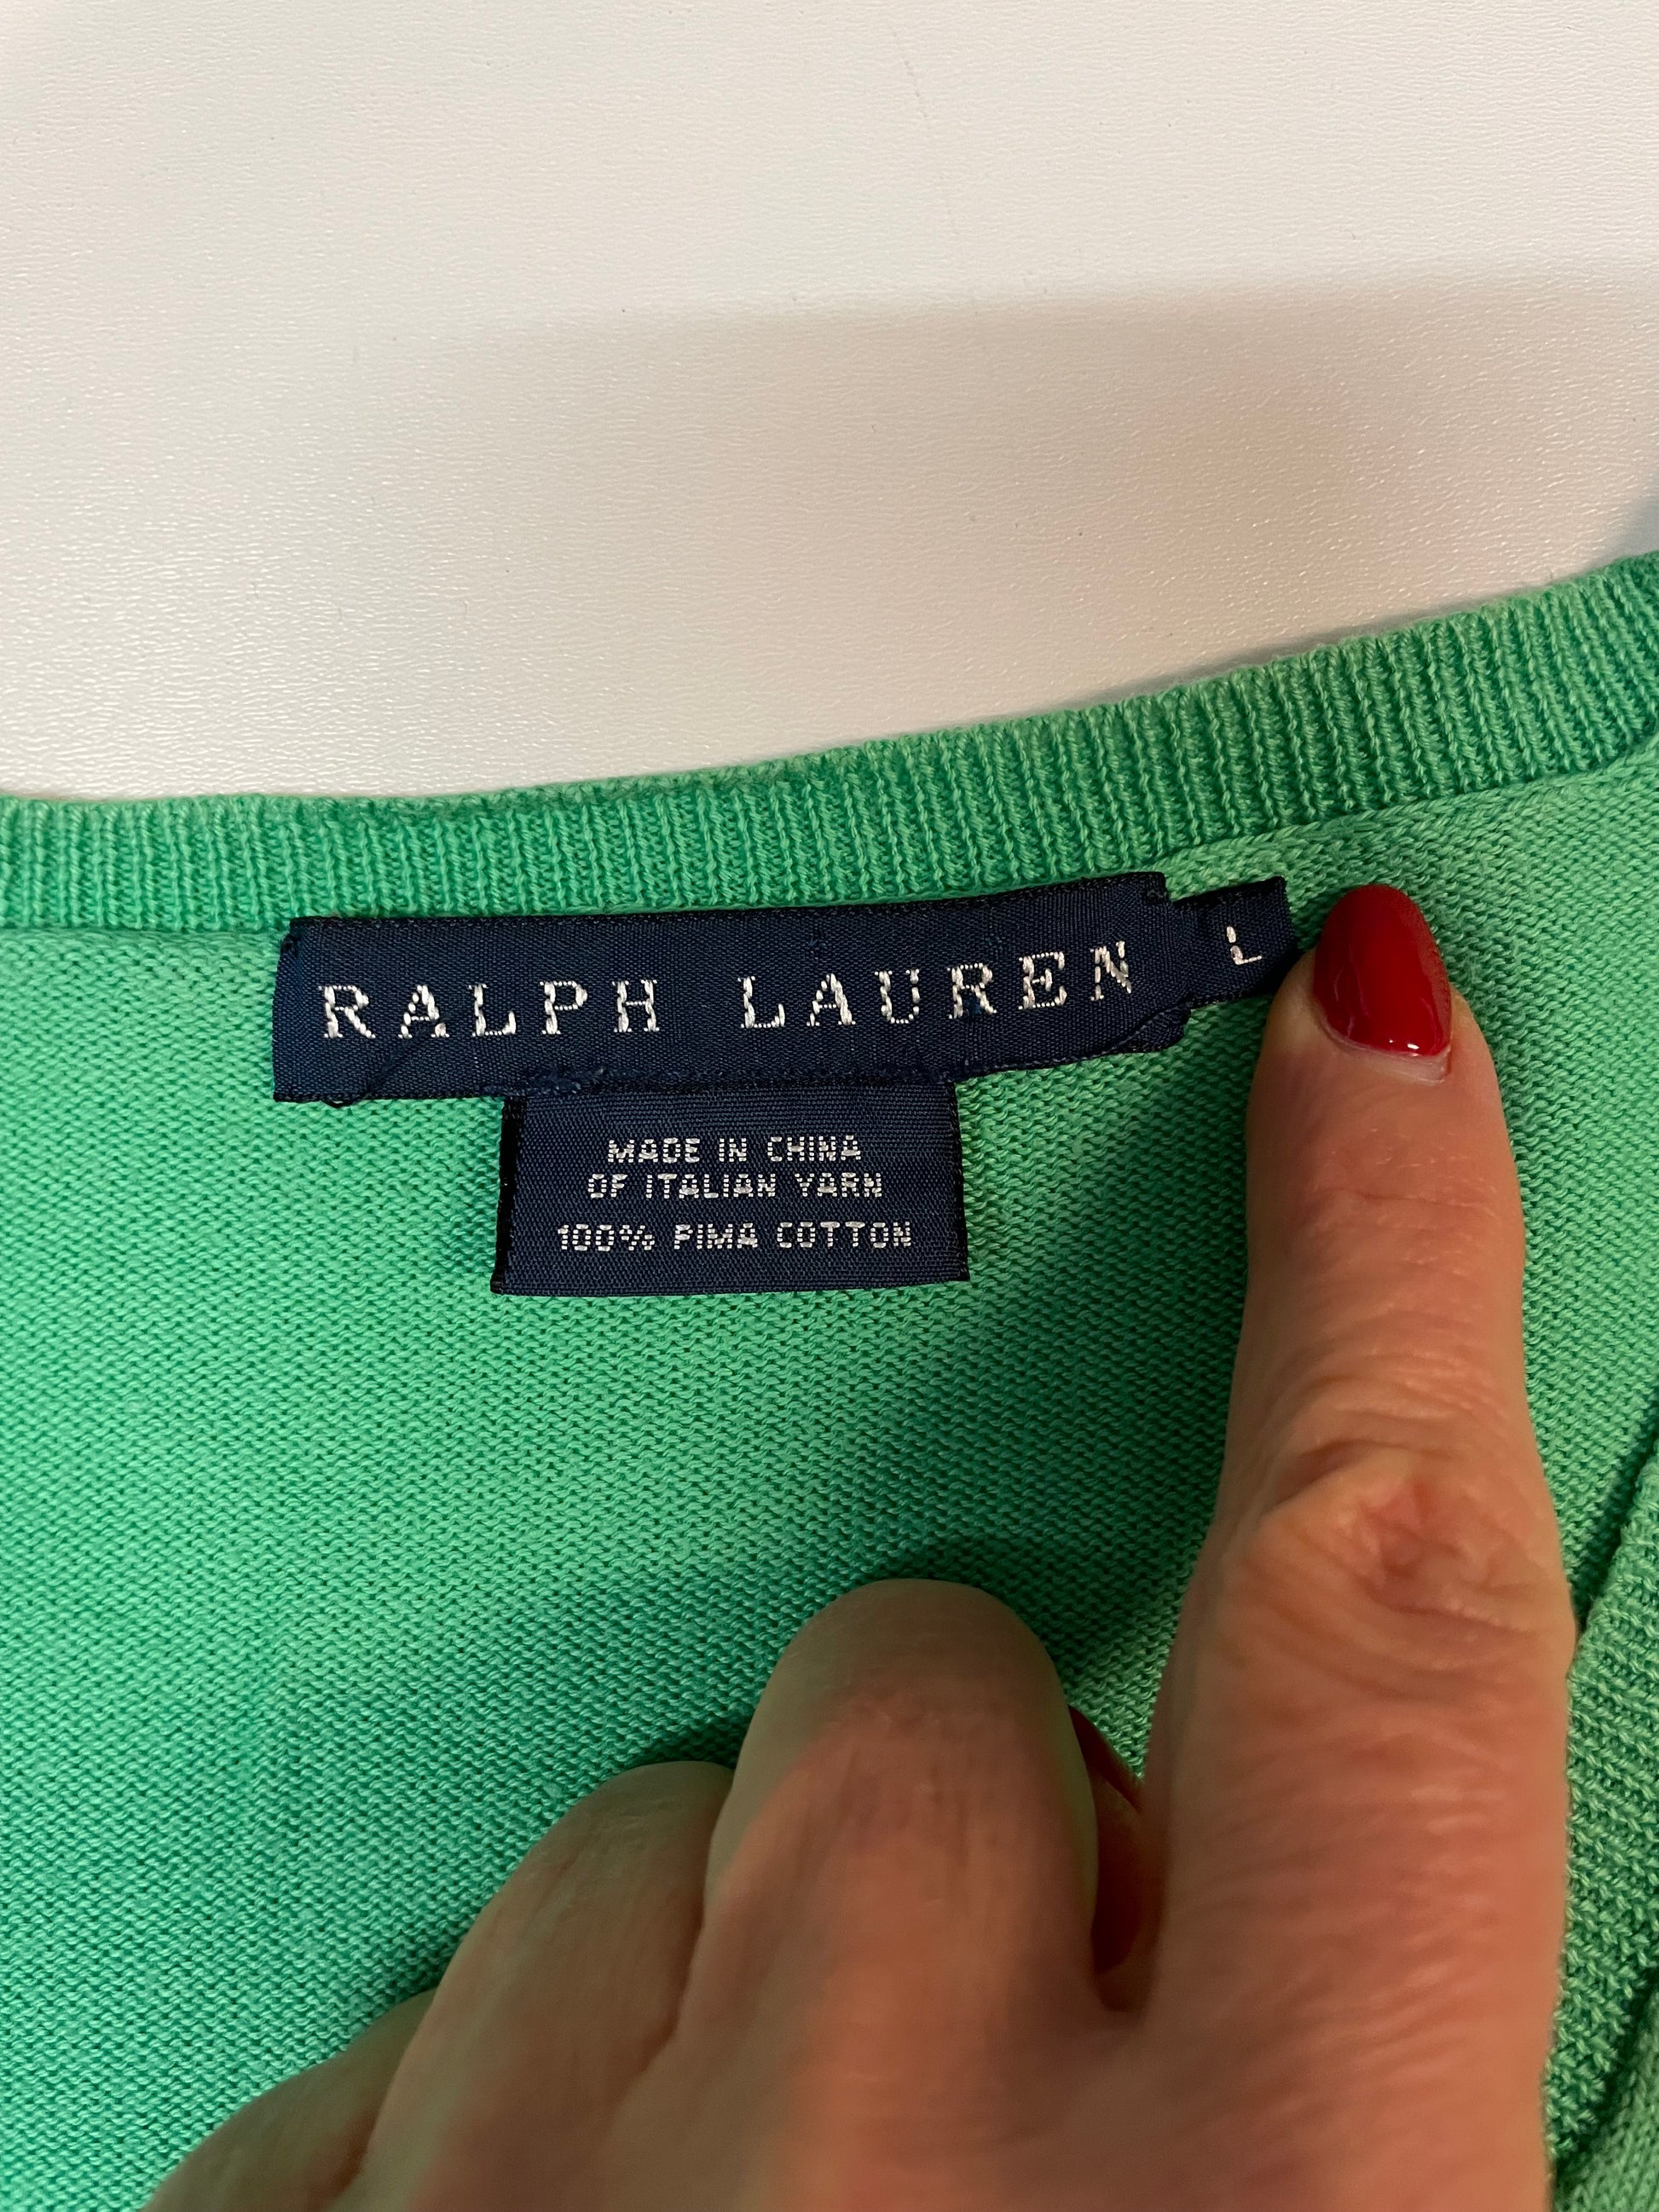 RALPH LAUREN L
MADE IN CHINA
OF ITALIAN YARN
100% PIMA COTTON